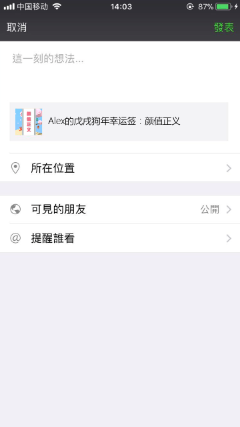 中国移动 14:03 87%
取消 發表
這一刻的想法...
Alex的戊戌狗年幸运签：颜值正义
所在位置
可見的朋友 公開
提醒誰看